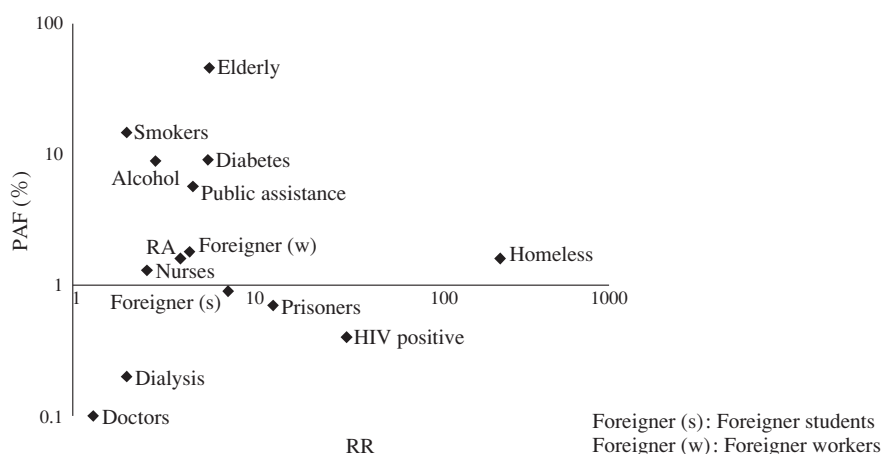 100
Elderly
Smokers
10
Diabetes
Alcohol
Public assistance
PAF (%)
RA
Foreigner (w)
Homeless
Nurses
1
1
10
100
1000
Foreigner (s)
Prisoners
HIV positive
Dialysis
0.1
Doctors
RR
Foreigner (s): Foreigner students
Foreigner (w): Foreigner workers